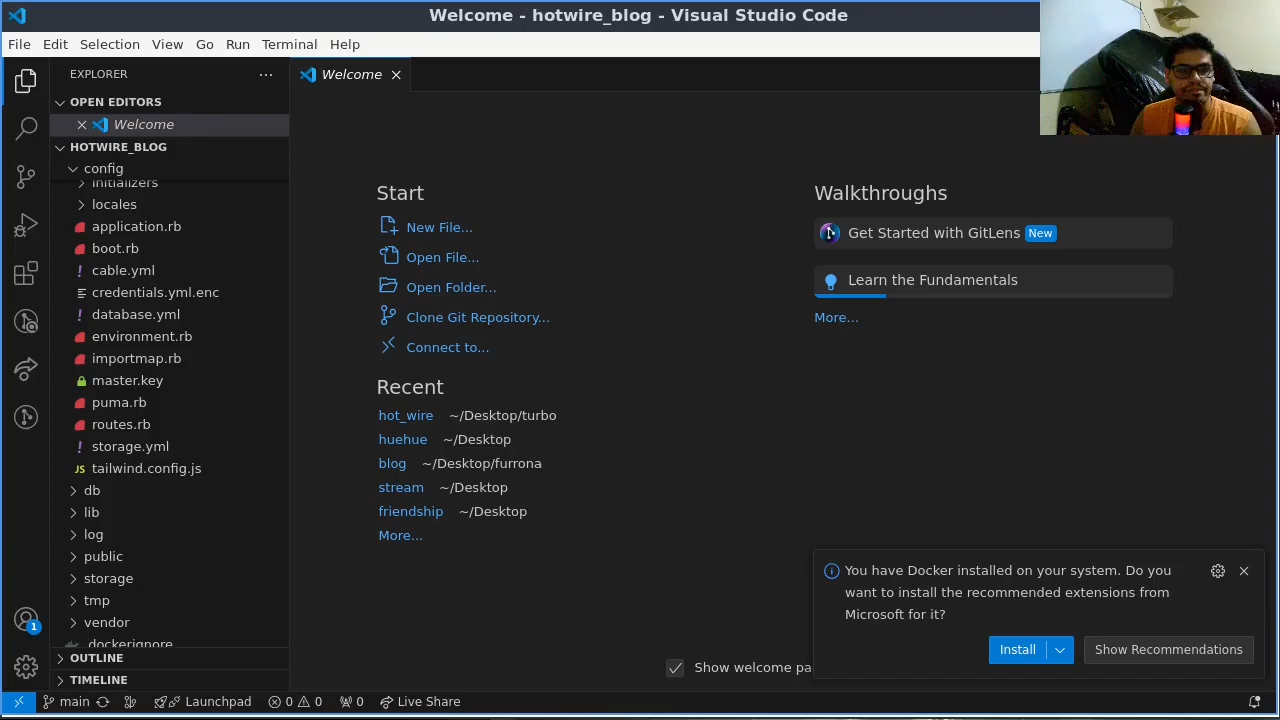 Welcome - hotwire_blog - Visual Studio Code
File Edit Selection View Go Run Terminal Help
EXPLORER
Welcome
OPEN EDITORS
Welcome
HOTWIRE_BLOG
config
initializers
locales
application.rb
boot.rb
cable.yml
credentials.yml.enc
database.yml
environment.rb
importmap.rb
master.key
puma.rb
routes.rb
storage.yml
tailwind.config.js
db
lib
log
public
storage
tmp
vendor
.dockerignore
OUTLINE
TIMELINE
Start
New File...
Open File...
Open Folder...
Clone Git Repository...
Connect to...
Recent
hot_wire ~/Desktop/turbo
huehue ~/Desktop
blog ~/Desktop/furrona
stream ~/Desktop
friendship ~/Desktop
More...
Walkthroughs
Get Started with GitLens New
Learn the Fundamentals
More...
You have Docker installed on your system. Do you
want to install the recommended extensions from
Microsoft for it?
Install Show Recommendations
Show welcome pa
1
main Launchpad 0 0 0 Live Share